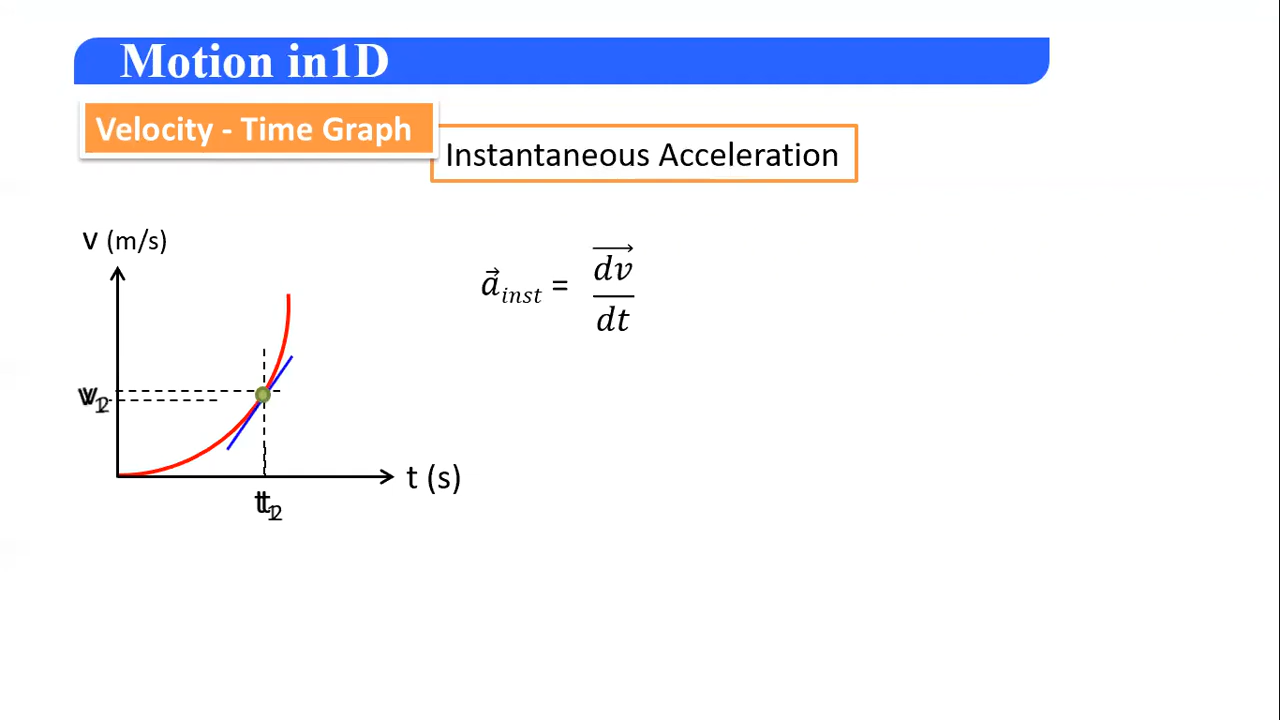 Motion in1D
Velocity - Time Graph
Instantaneous Acceleration
v (m/s)
a⃗ inst = dv/dt
t (s)